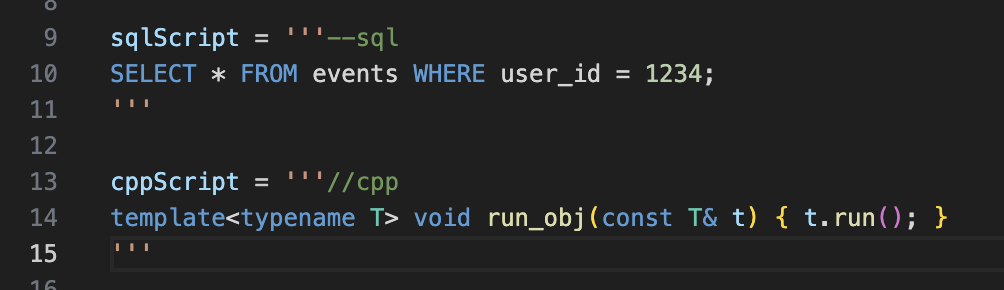 8
9 sqlScript = '''--sql
10 SELECT * FROM events WHERE user_id = 1234;
11 '''
12
13 cppScript = '''//cpp
14 template<typename T> void run_obj(const T& t) { t.run(); }
15 '''
16